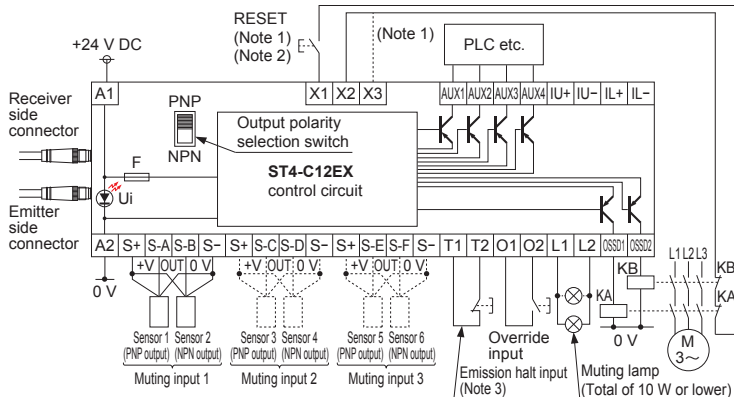 RESET
(Note 1)
(Note 2)
(Note 1)
PLC etc.
+24 V DC
A1
X1 X2 X3
AUX1 AUX2 AUX3 AUX4 IU+ IU− IL+ IL−
Receiver
side
connector
PNP
NPN
Output polarity
selection switch
F
ST4-C12EX
control circuit
Ui
Emitter
side
connector
A2 S+ S-A S-B S− S+ S-C S-D S− S+ S-E S-F S− T1 T2 O1 O2 L1 L2 OSSD1 OSSD2
0 V
+V OUT 0 V
+V OUT 0 V
+V OUT 0 V
L1 L2 L3
KB
KB
KA
KA
0 V
M
3~
Sensor 1
(PNP output)
Sensor 2
(NPN output)
Sensor 3
(PNP output)
Sensor 4
(NPN output)
Sensor 5
(PNP output)
Sensor 6
(NPN output)
Muting input 1
Muting input 2
Muting input 3
Override
input
Emission halt input
(Note 3)
Muting lamp
(Total of 10 W or lower)